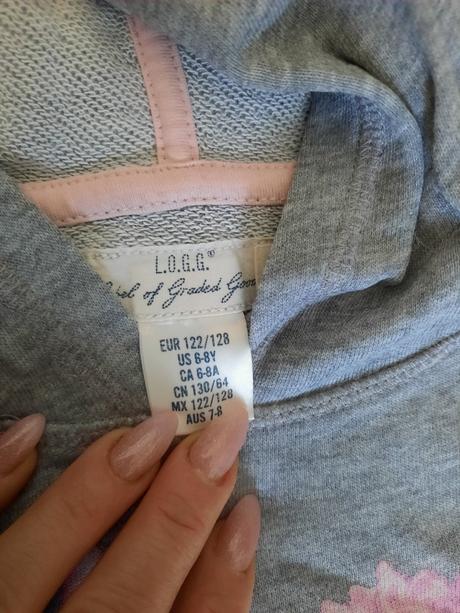 L.O.G.G.®
Label of Graded Goods
EUR 122/128
US 6-8Y
CA 6-8A
CN 130/64
MX 122/128
AUS 7-8